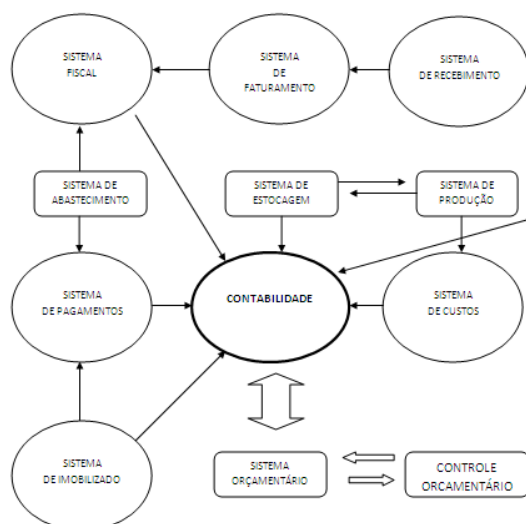 SISTEMA
FISCAL
SISTEMA
DE
FATURAMENTO
SISTEMA
DE RECEBIMENTO
SISTEMA DE
ABASTECIMENTO
SISTEMA DE
ESTOCAGEM
SISTEMA DE
PRODUÇÃO
SISTEMA
DE PAGAMENTOS
CONTABILIDADE
SISTEMA
DE CUSTOS
SISTEMA
DE IMOBILIZADO
SISTEMA
ORÇAMENTÁRIO
CONTROLE
ORCAMENTÁRIO